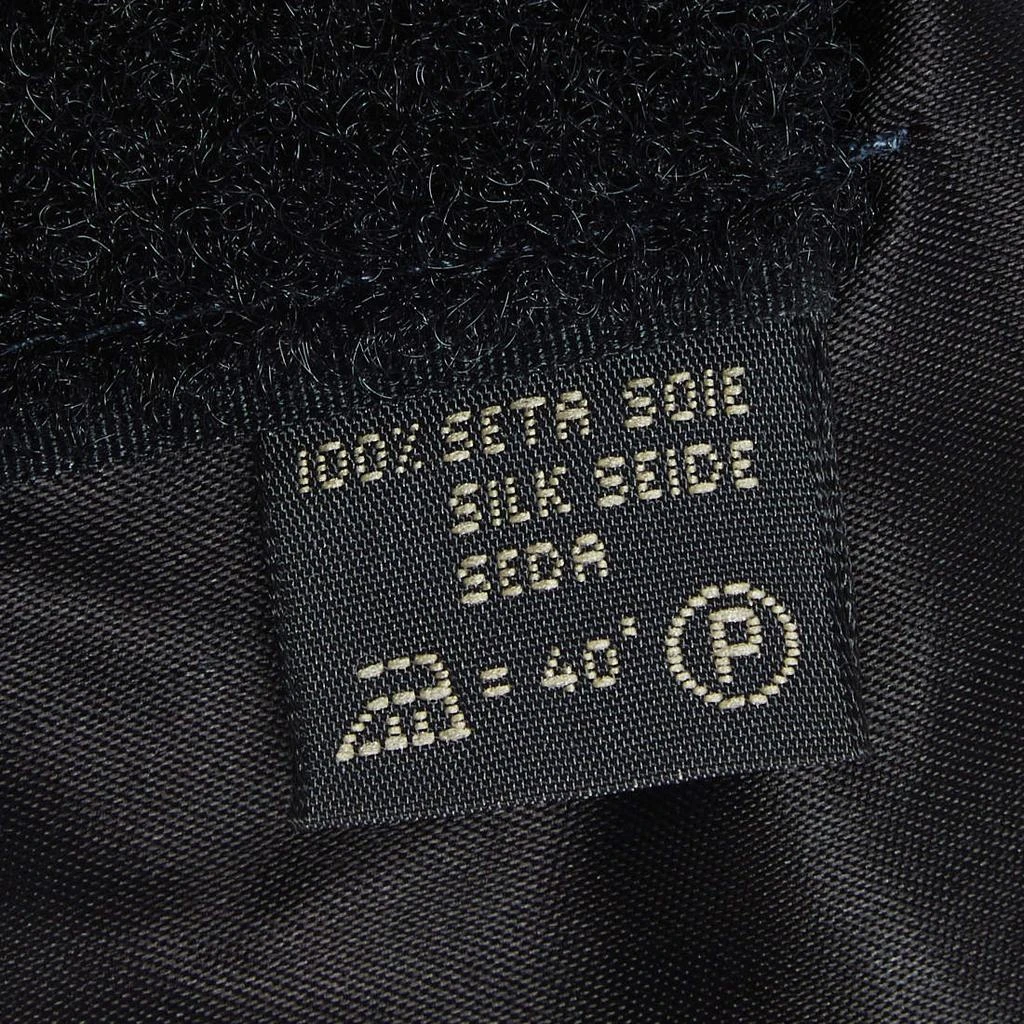 100% SETA SOIE
SILK SEIDE
SEDA
= 40°
P